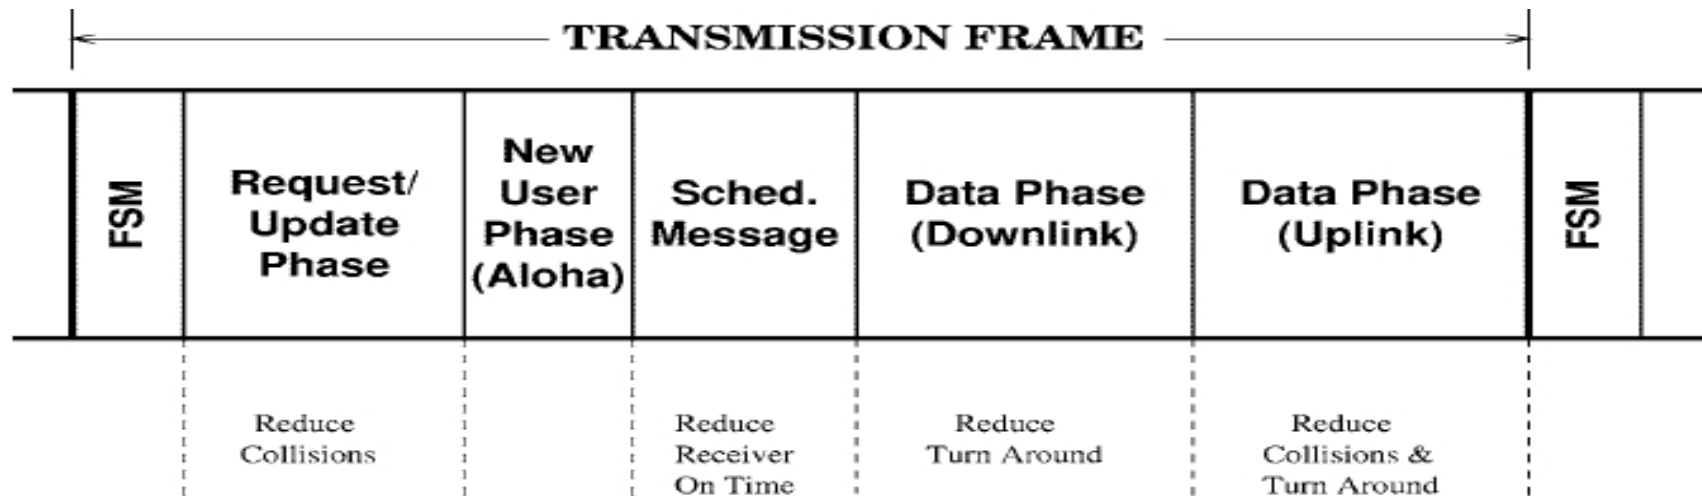 TRANSMISSION FRAME
FSM
Request/
Update
Phase
New
User
Phase
(Aloha)
Sched.
Message
Data Phase
(Downlink)
Data Phase
(Uplink)
FSM
Reduce
Collisions
Reduce
Receiver
On Time
Reduce
Turn Around
Reduce
Collisions &
Turn Around